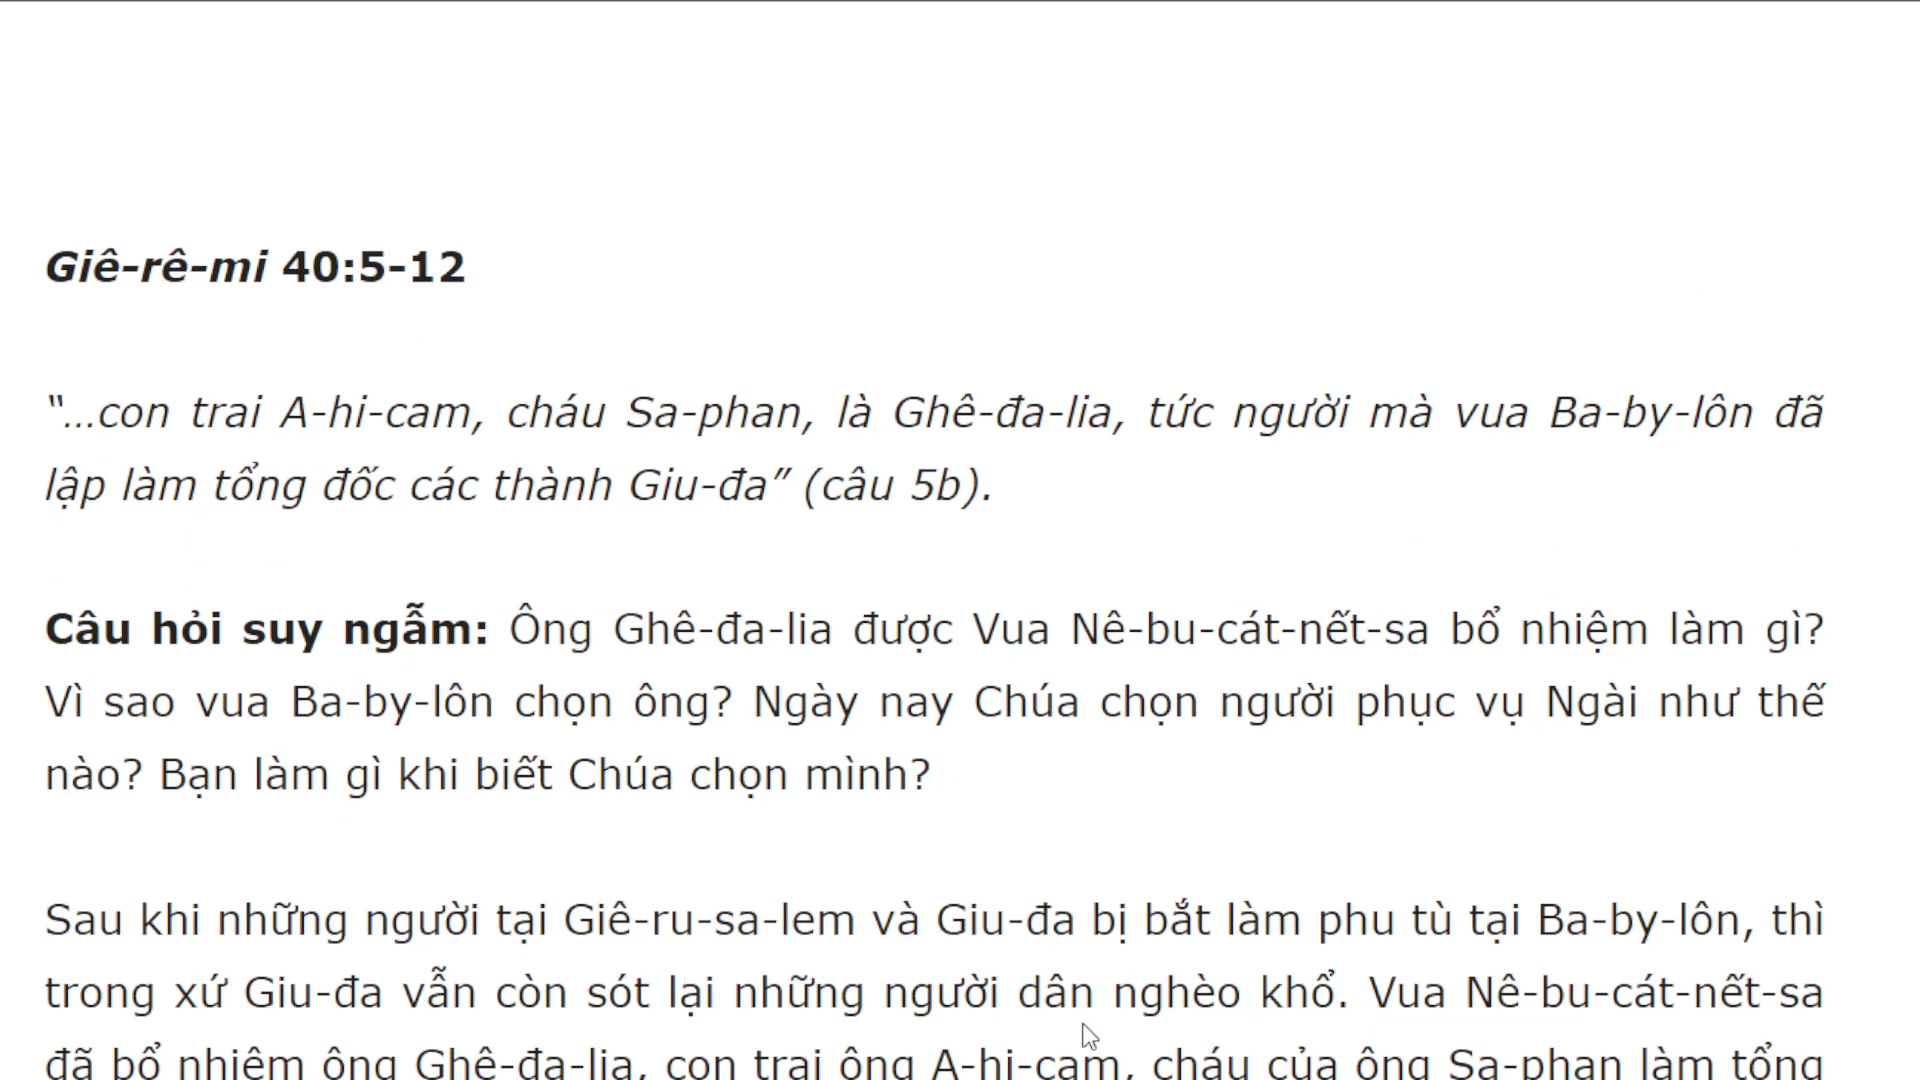 Giê-rê-mi 40:5-12
“…con trai A-hi-cam, cháu Sa-phan, là Ghê-đa-lia, tức người mà vua Ba-by-lôn đã
lập làm tổng đốc các thành Giu-đa” (câu 5b).
Câu hỏi suy ngẫm: Ông Ghê-đa-lia được Vua Nê-bu-cát-nết-sa bổ nhiệm làm gì?
Vì sao vua Ba-by-lôn chọn ông? Ngày nay Chúa chọn người phục vụ Ngài như thế
nào? Bạn làm gì khi biết Chúa chọn mình?
Sau khi những người tại Giê-ru-sa-lem và Giu-đa bị bắt làm phu tù tại Ba-by-lôn, thì
trong xứ Giu-đa vẫn còn sót lại những người dân nghèo khổ. Vua Nê-bu-cát-nết-sa
đã bổ nhiệm ông Ghê-đa-lia, con trai ông A-hi-cam, cháu của ông Sa-phan làm tổng